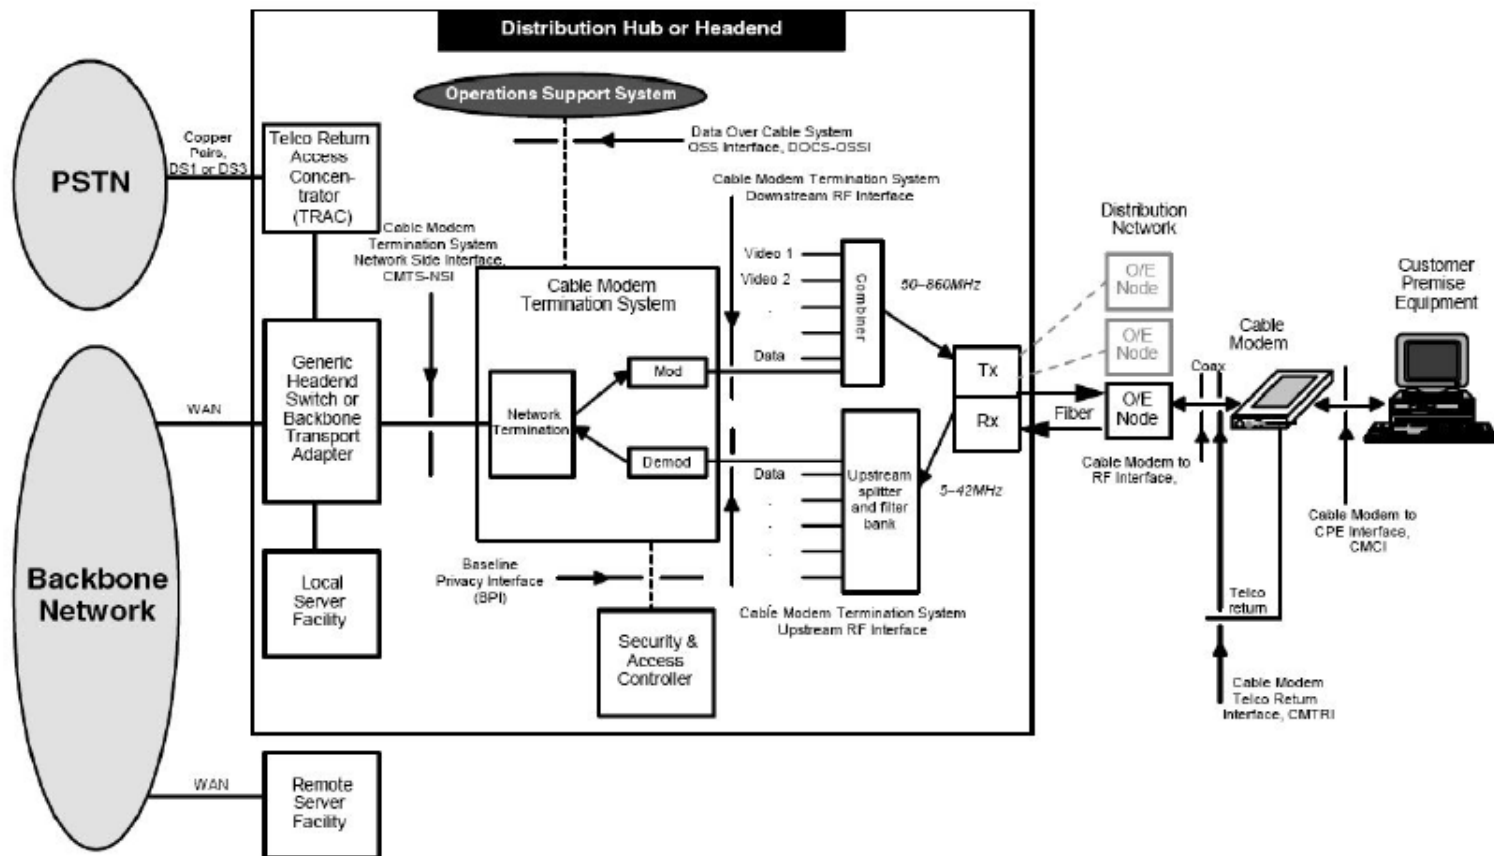 Distribution Hub or Headend
Operations Support System
PSTN
Copper
Pairs,
DS1 or DS3
Telco Return
Access
Concen-
trator
(TRAC)
Data Over Cable System
OSS Interface, DOCS-OSSI
Cable Modem Termination System
Downstream RF Interface
Cable Modem
Termination System
Network Side Interface,
CMTS-NSI
Cable Modem
Termination System
Video 1
Video 2
.
.
Data
Combiner
50–860MHz
Distribution
Network
O/E
Node
O/E
Node
O/E
Node
Customer
Premise
Equipment
Cable
Modem
Coax
Generic
Headend
Switch or
Backbone
Transport
Adapter
WAN
Network
Termination
Mod
Demod
Tx
Rx
Fiber
Data
.
.
.
Upstream
splitter
and filter
bank
5–42MHz
Cable Modem to
RF Interface,
Cable Modem to
CPE Interface,
CMCI
Backbone
Network
Local
Server
Facility
Baseline
Privacy Interface
(BPI)
Cable Modem Termination System
Upstream RF Interface
Security &
Access
Controller
Telco
return
Cable Modem
Telco Return
Interface, CMTRI
WAN
Remote
Server
Facility